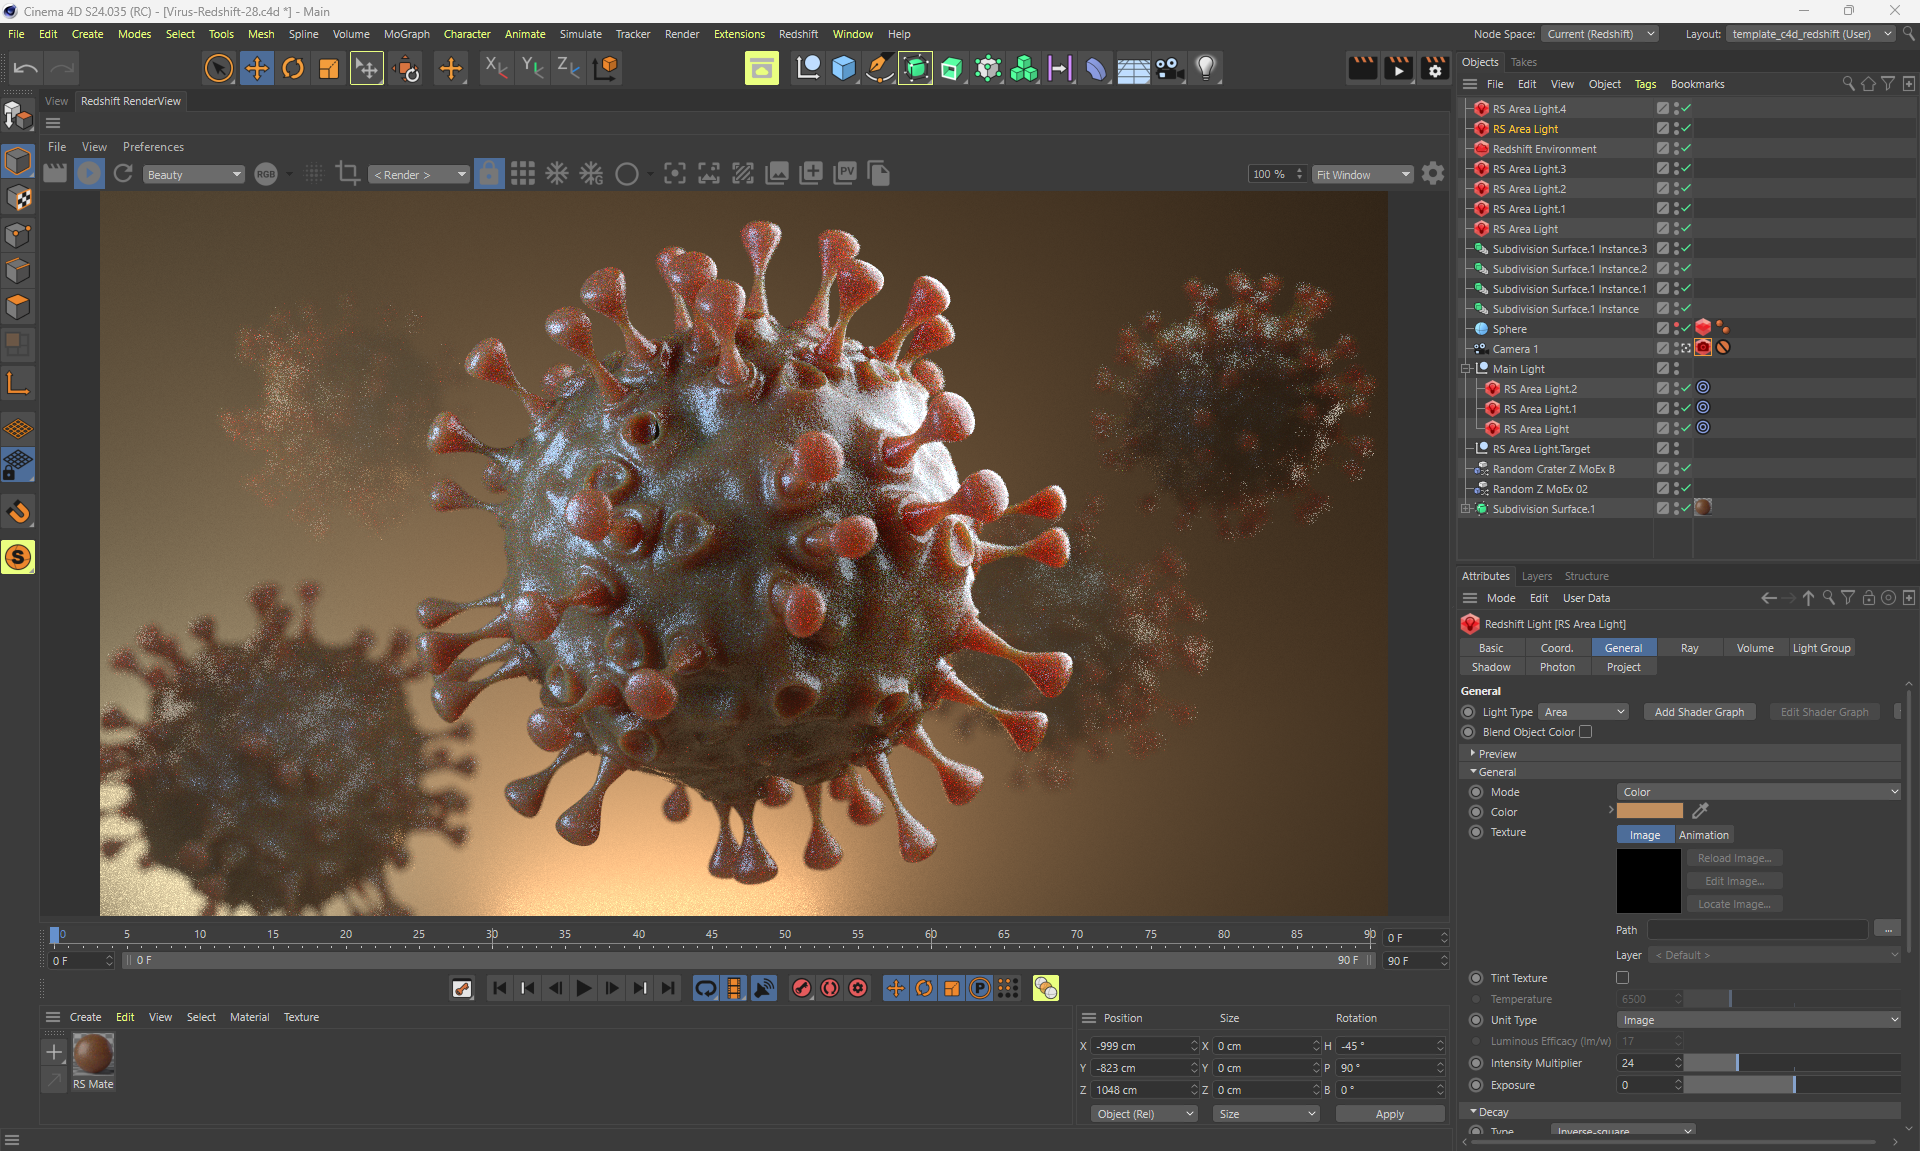 Cinema 4D S24.035 (RC) - [Virus-Redshift-28.c4d *] - Main
File Edit Create Modes Select Tools Mesh Spline Volume MoGraph Character Animate Simulate Tracker Render Extensions Redshift Window Help
Node Space: Current (Redshift) Layout: template_c4d_redshift (User)
X Y Z
Objects Takes
File Edit View Object Tags Bookmarks
View Redshift RenderView
File View Preferences
Beauty RGB < Render > G PV 100 % Fit Window
RS Area Light.4
RS Area Light
Redshift Environment
RS Area Light.3
RS Area Light.2
RS Area Light.1
RS Area Light
Subdivision Surface.1 Instance.3
Subdivision Surface.1 Instance.2
Subdivision Surface.1 Instance.1
Subdivision Surface.1 Instance
Sphere
Camera 1
Main Light
RS Area Light.2
RS Area Light.1
RS Area Light
RS Area Light.Target
Random Crater Z MoEx B
Random Z MoEx 02
Subdivision Surface.1
S
Attributes Layers Structure
Mode Edit User Data
Redshift Light [RS Area Light]
Basic Coord. General Ray Volume Light Group
Shadow Photon Project
General
Light Type Area Add Shader Graph Edit Shader Graph
Blend Object Color
Preview
General
Mode Color
Color
Texture Image Animation
Reload Image...
Edit Image...
Locate Image...
Path ...
Layer < Default >
Tint Texture
Temperature 6500
Unit Type Image
Luminous Efficacy (lm/w) 17
Intensity Multiplier 24
Exposure 0
Decay
Type Inverse-square
0 5 10 15 20 25 30 35 40 45 50 55 60 65 70 75 80 85 90 0 F
0 F 0 F 90 F 90 F
P
Create Edit View Select Material Texture
RS Mate
Position Size Rotation
X -999 cm X 0 cm H -45 °
Y -823 cm Y 0 cm P 90 °
Z 1048 cm Z 0 cm B 0 °
Object (Rel) Size Apply